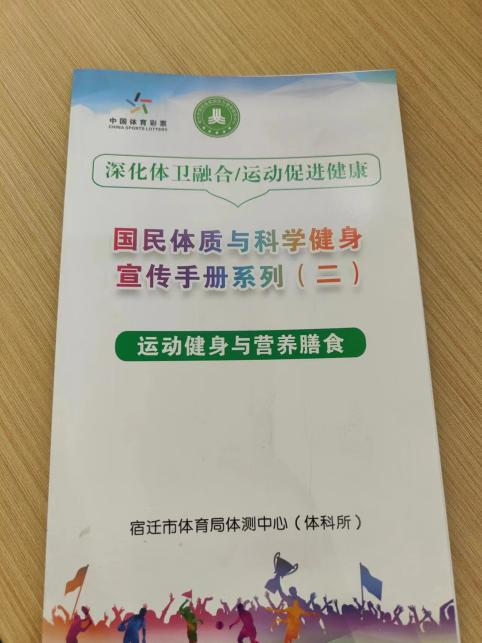 中国体育彩票
CHINA SPORTS LOTTERY
深化体卫融合/运动促进健康
国民体质与科学健身
宣传手册系列（二）
运动健身与营养膳食
宿迁市体育局体测中心（体科所）